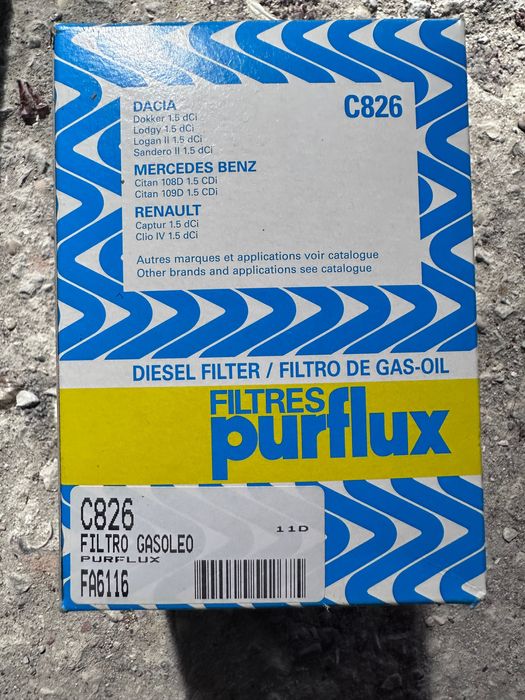 DACIA
Dokker 1.5 dCi
Lodgy 1.5 dCi
Logan II 1.5 dCi
Sandero II 1.5 dCi
C826
MERCEDES BENZ
Citan 108D 1.5 CDi
Citan 109D 1.5 CDi
RENAULT
Captur 1.5 dCi
Clio IV 1.5 dCi
Autres marques et applications voir catalogue
Other brands and applications see catalogue
DIESEL FILTER / FILTRO DE GAS-OIL
FILTRES
purflux
C826
11D
FILTRO GASOLEO
PURFLUX
FA6116